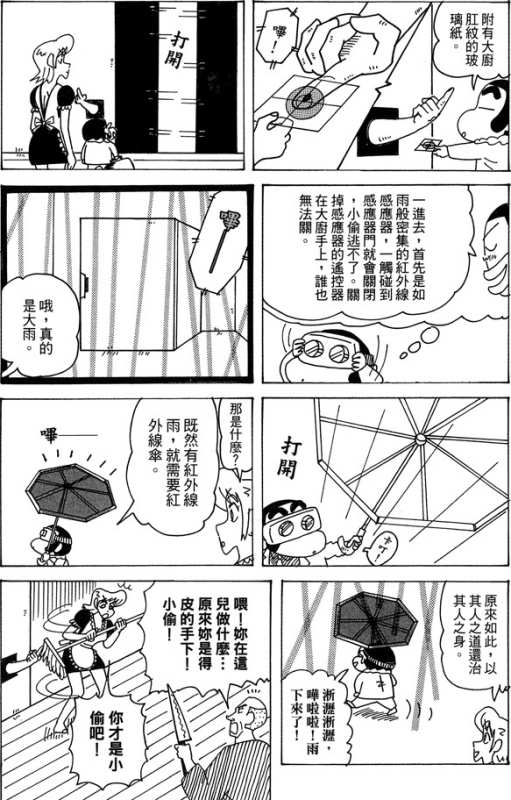 附有大廚
肛紋的玻
璃紙。
嗶!
打開
一進去,首先是如
雨般密集的紅外線
感應器,一觸碰到
感應器門就會關閉
,小偷逃不了。關
掉感應器的遙控器
在大廚手上,誰也
無法關。
嗶
哦,真的
是大雨。
打開
卡ㄘ!
那是什麼?
既然有紅外線
雨,就需要紅
外線傘。
嗶——
原來如此,以
其人之道還治
其人之身。
淅瀝淅瀝,
嘩啦啦!雨
下來了!
喂!妳在這
兒做什麼…
原來妳是得
皮的手下!
小偷!
你才是小
偷吧!